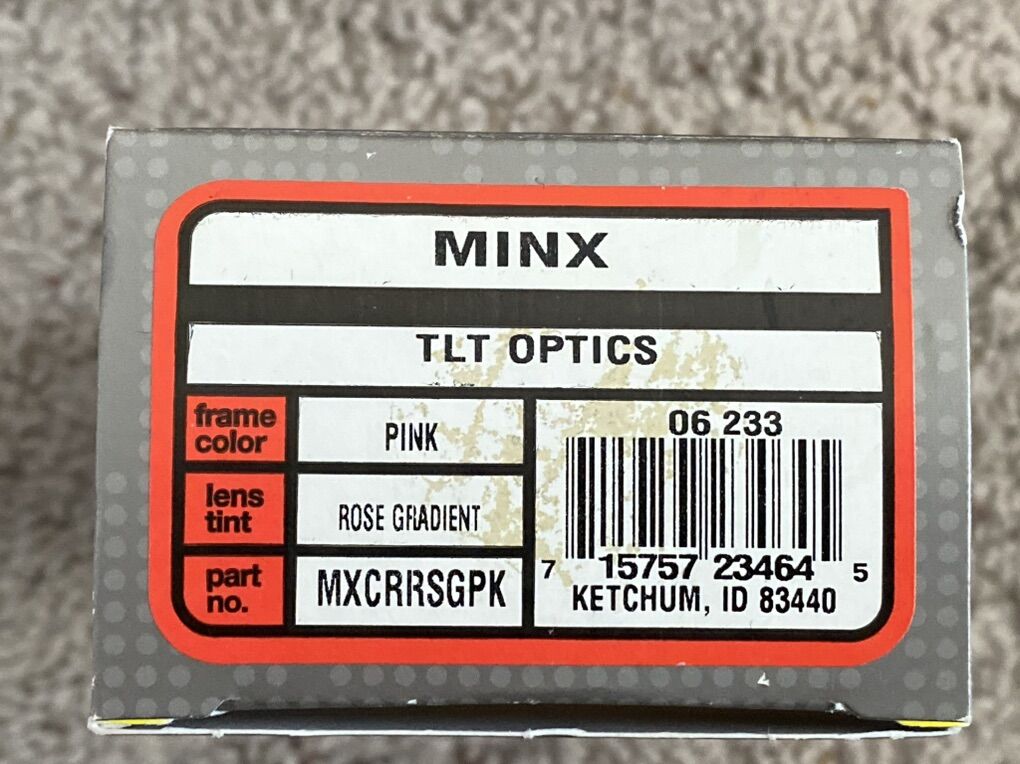 MINX
TLT OPTICS
frame
color
PINK
lens
tint
ROSE GRADIENT
part
no.
MXCRRSGPK
06 233
7 15757 23464 5
KETCHUM, ID 83440